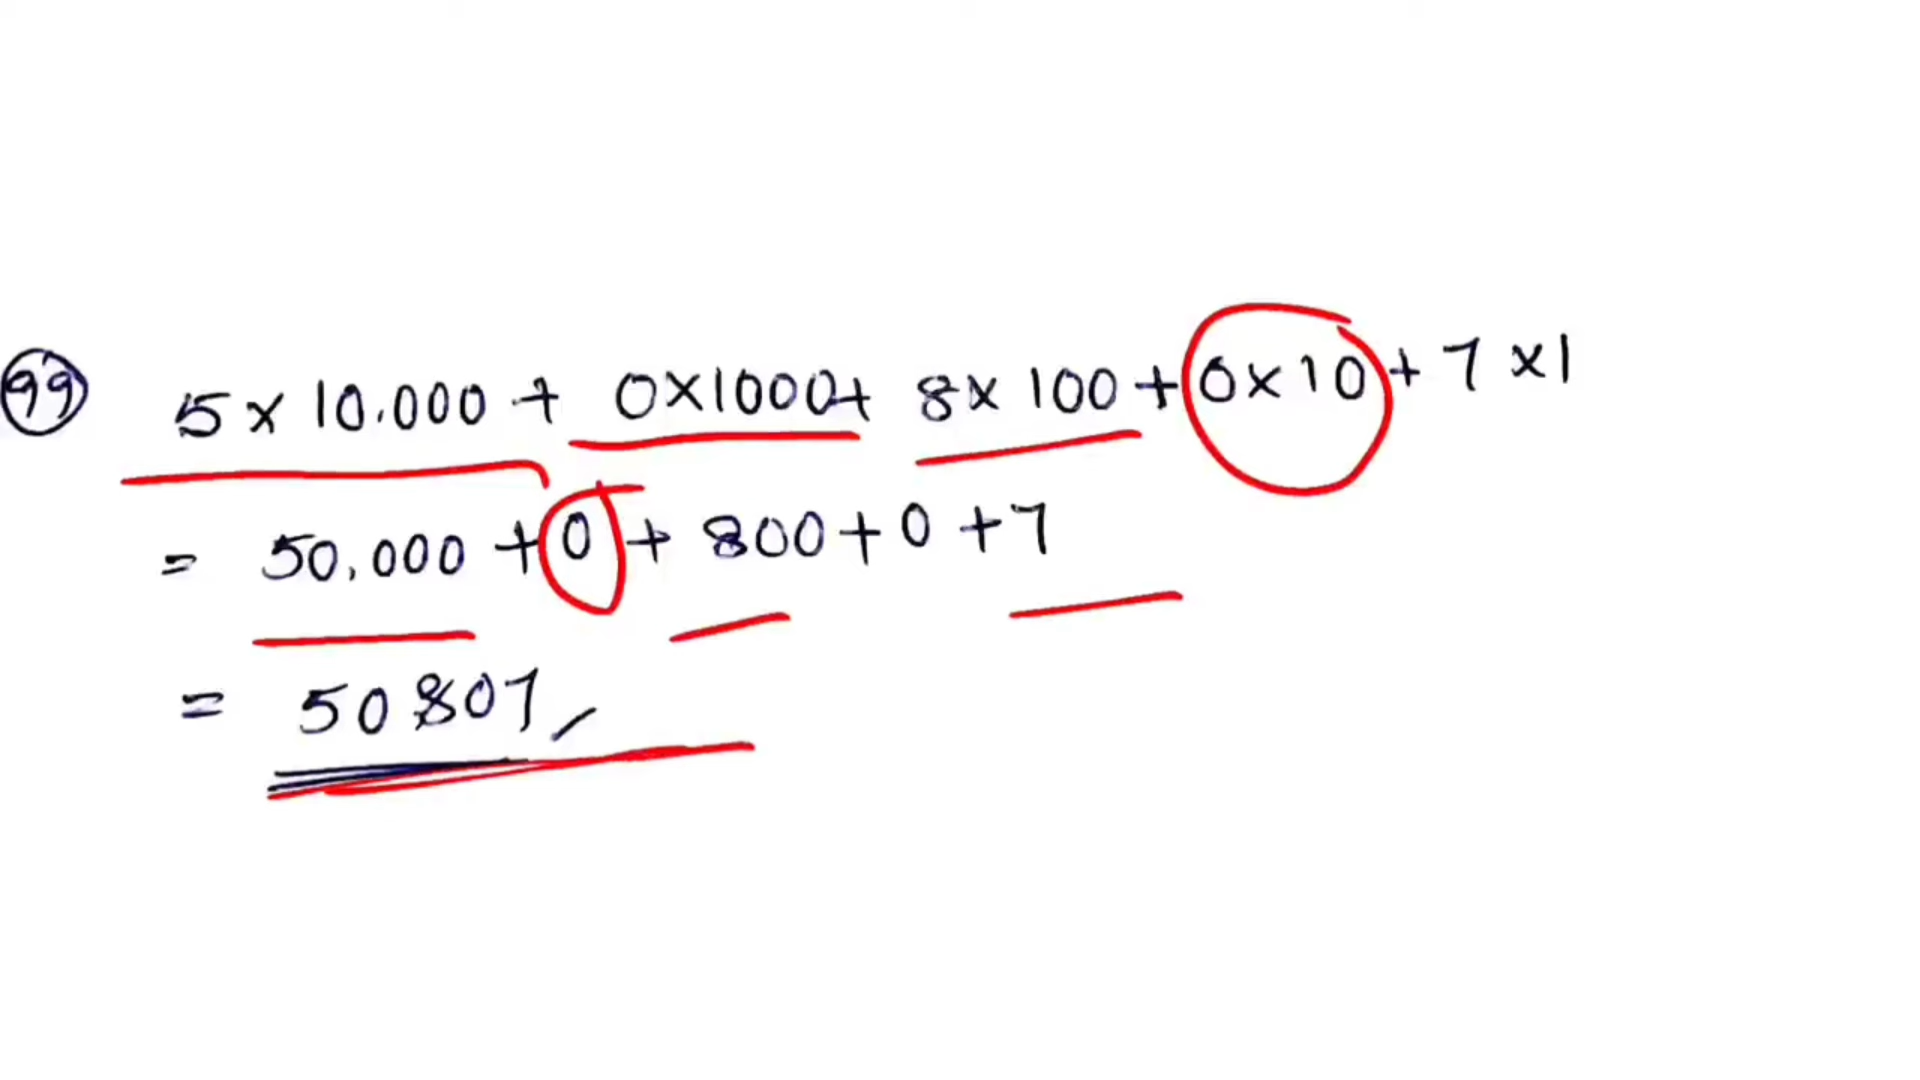 99 5 x 10.000 + 0x1000+ 8x 100 + 0x10 + 7 x1
= 50,000 + 0 + 800 + 0 + 7
= 50807